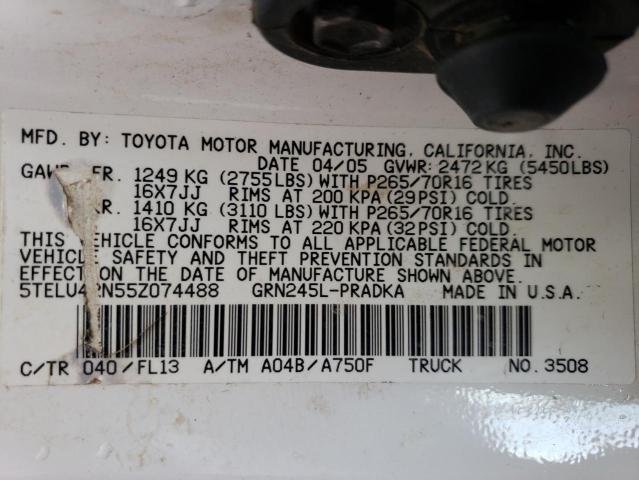 MFD. BY: TOYOTA MOTOR MANUFACTURING, CALIFORNIA, INC.
DATE 04/05 GVWR: 2472 KG (5450LBS)
FR. 1249 KG (2755LBS) WITH P265/70R16 TIRES
16X7JJ RIMS AT 200 KPA (29PSI) COLD.
1410 KG (3110 LBS) WITH P265/70R16 TIRES
16X7JJ RIMS AT 220 KPA (32PSI) COLD.
THIS VEHICLE CONFORMS TO ALL APPLICABLE FEDERAL MOTOR
VEHICLE SAFETY AND THEFT PREVENTION STANDARDS IN
EFFECT ON THE DATE OF MANUFACTURE SHOWN ABOVE.
GRN245L-PRADKA MADE IN U.S.A.
C/TR 040/FL13 A/TM A04B/A750F TRUCK NO. 3508